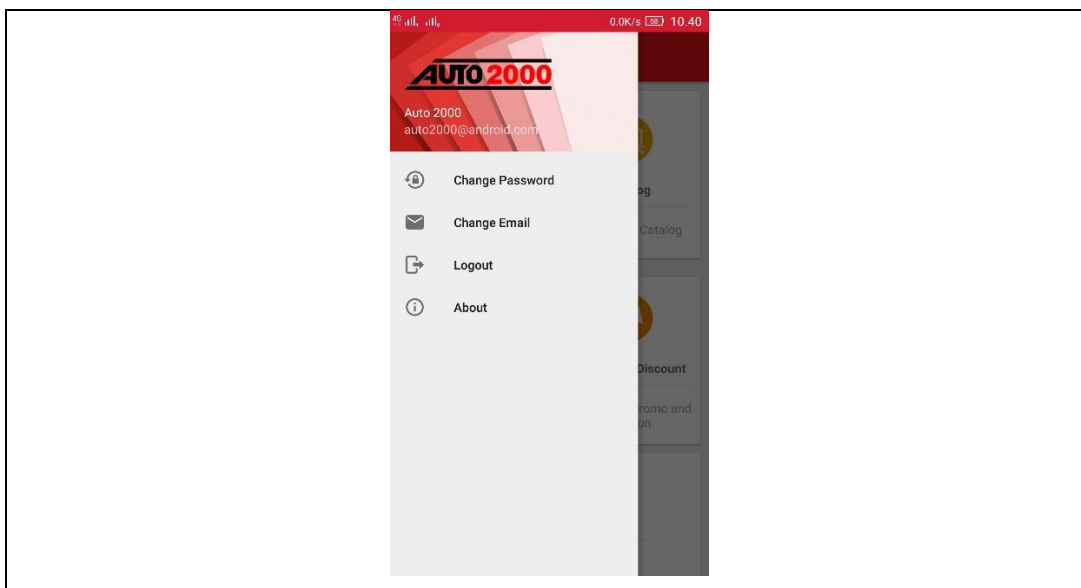 4G 0.0K/s 58 10.40
AUTO 2000
Auto 2000
auto2000@android.com
Change Password
Change Email
Logout
About
og
Catalog
Discount
romo and
un